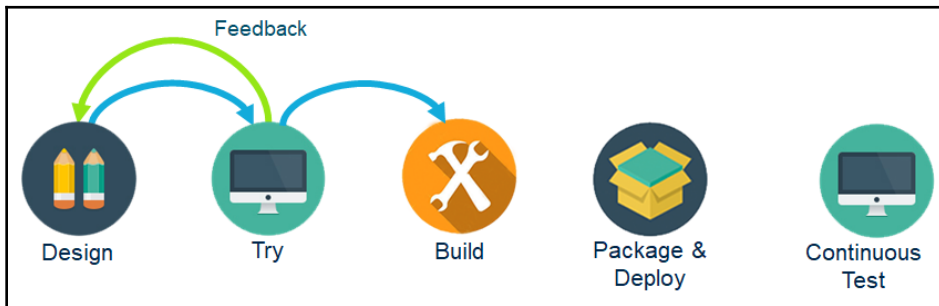 Feedback
Design
Try
Build
Package &
Deploy
Continuous
Test